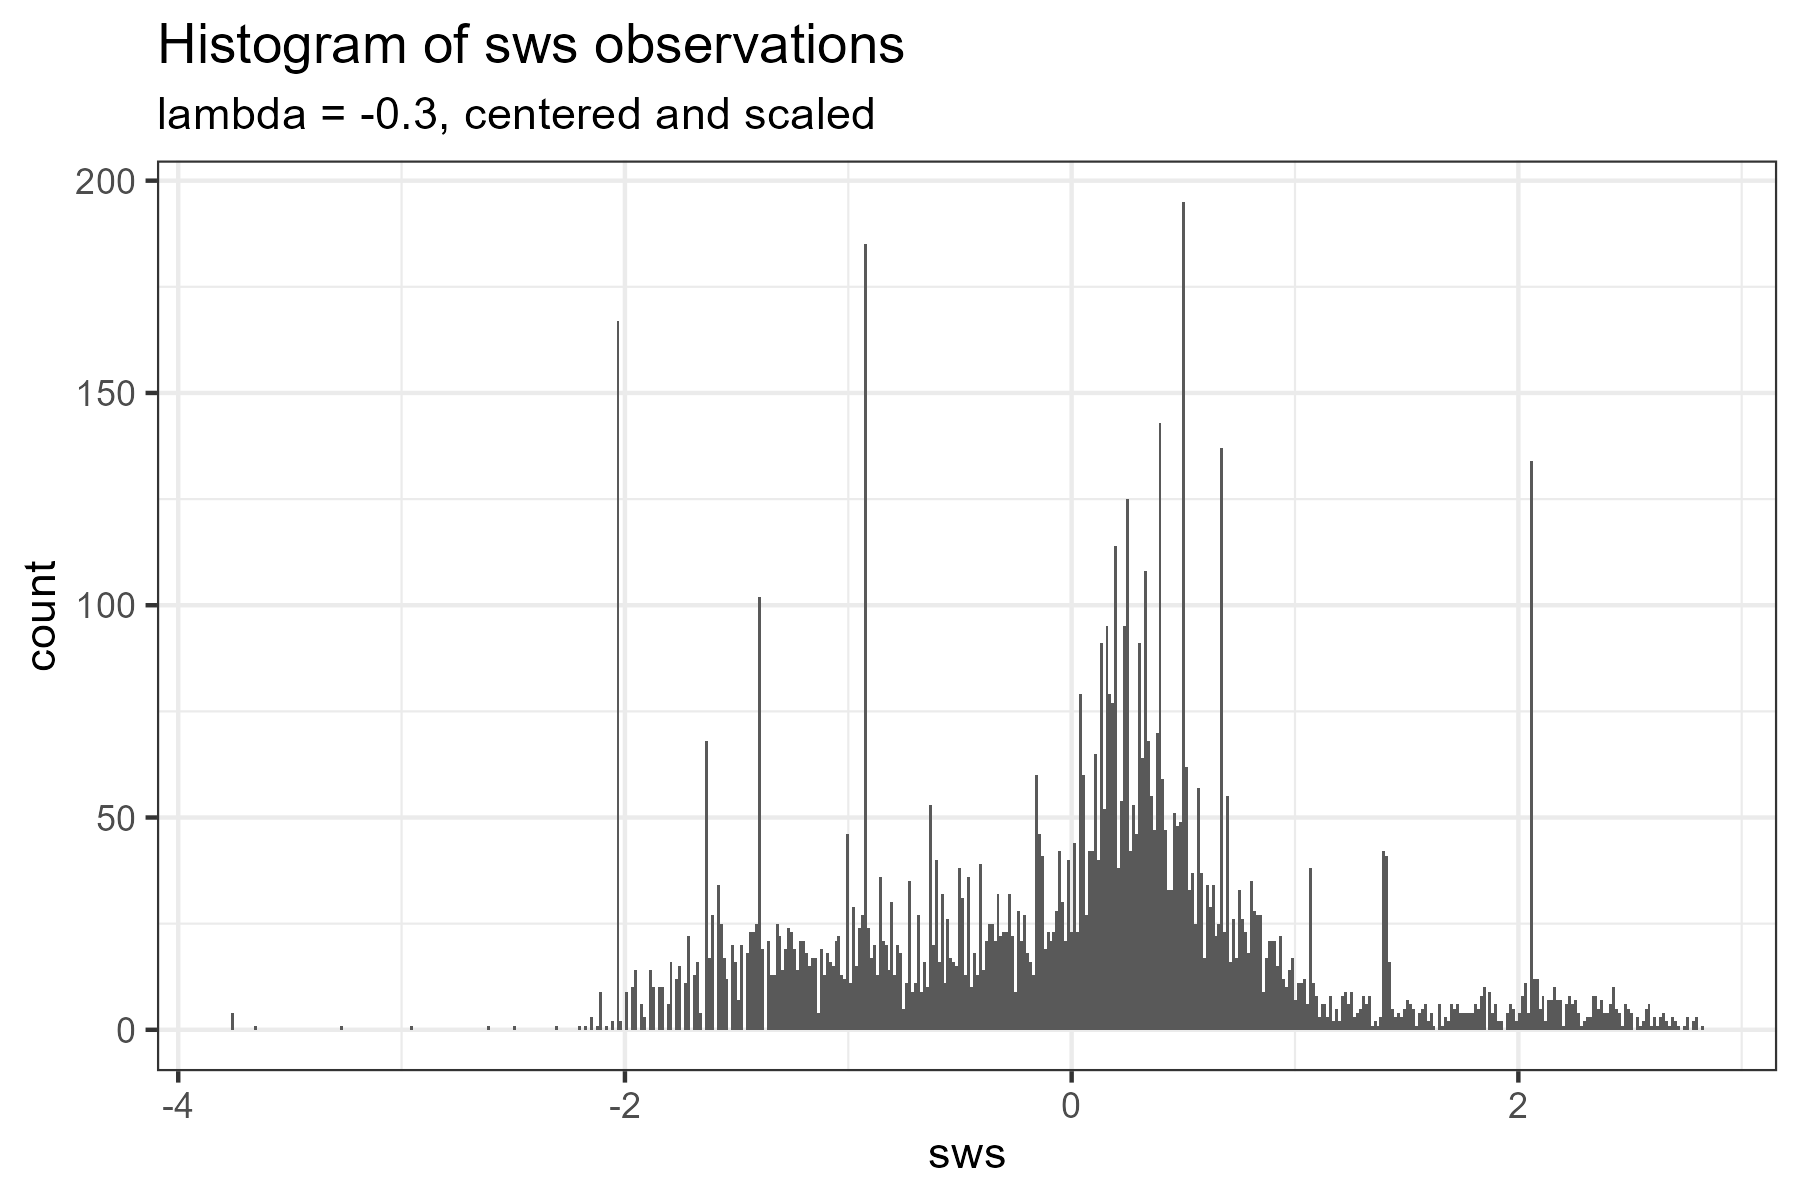 Histogram of sws observations
lambda = -0.3, centered and scaled
200
150
100
50
0
count
-4
-2
0
2
sws